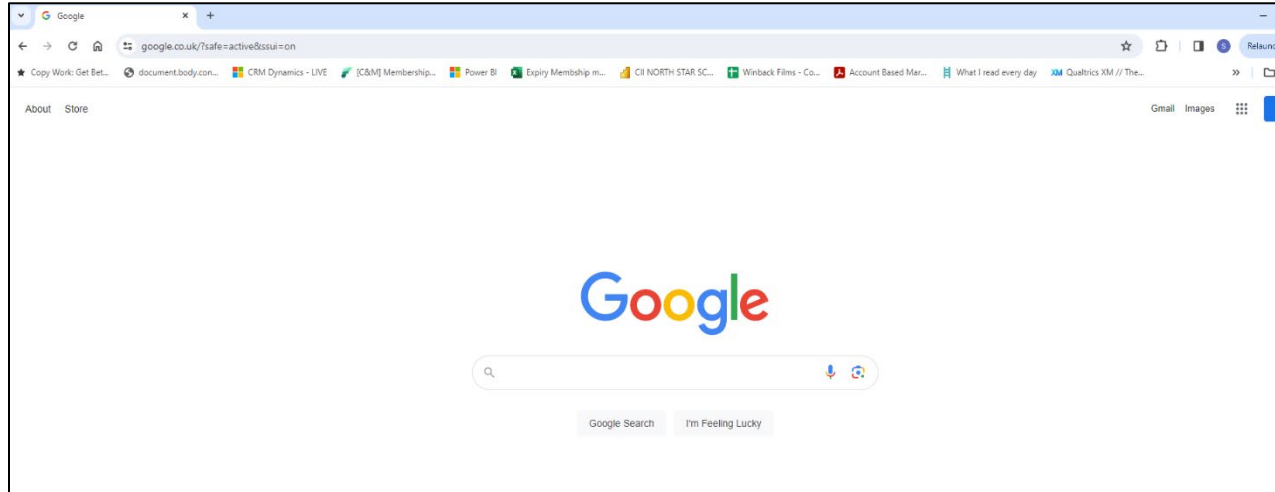 Google
google.co.uk/?safe=active&ssui=on
Relaunc
Copy Work: Get Bet... document.body.con... CRM Dynamics - LIVE [C&M] Membership... Power BI Expiry Membship m... CII NORTH STAR SC... Winback Films - Co... Account Based Mar... What I read every day XM Qualtrics XM // The... »
About Store Gmail Images
Google
Google Search I'm Feeling Lucky